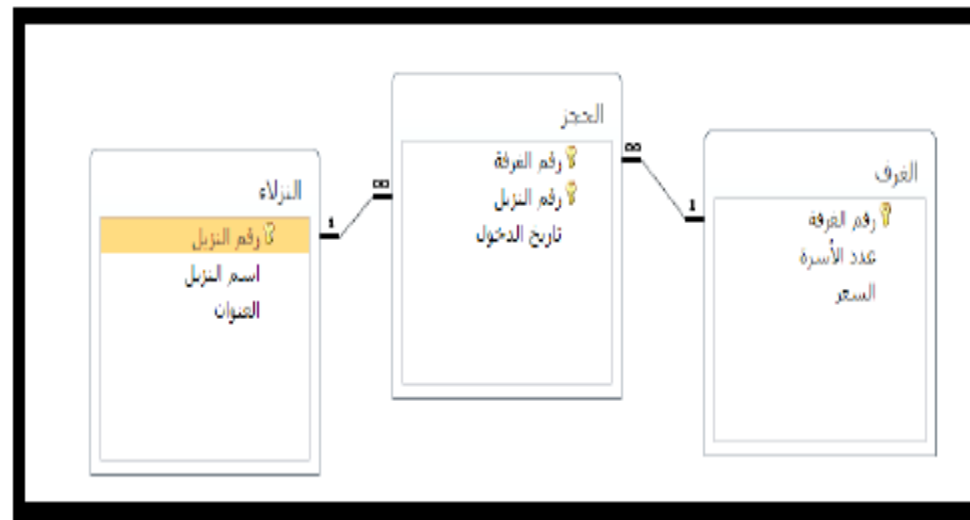 الغرف
رقم الغرفة
عدد الأسرة
السعر
1
∞
الحجز
رقم الغرفة
رقم النزيل
تاريخ الدخول
∞
1
النزلاء
رقم النزيل
اسم النزيل
العنوان